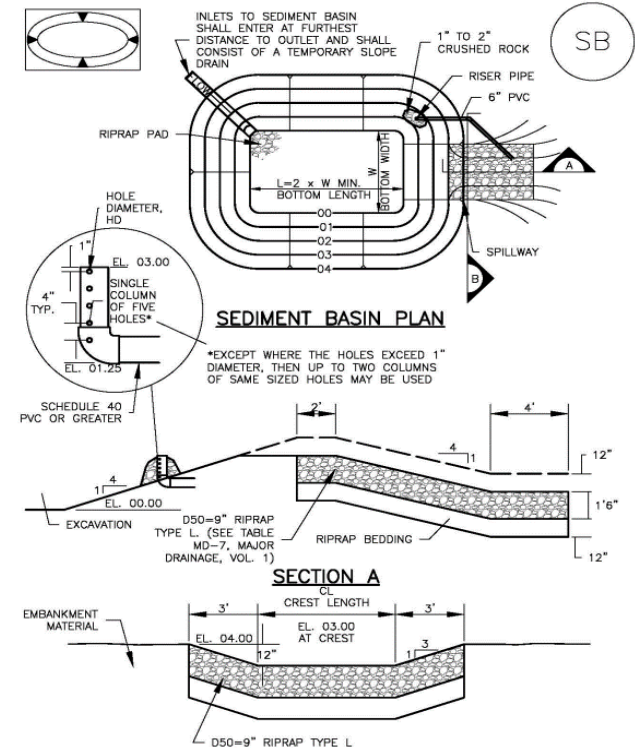 INLETS TO SEDIMENT BASIN
SHALL ENTER AT FURTHEST
DISTANCE TO OUTLET AND SHALL
CONSIST OF A TEMPORARY SLOPE
DRAIN
1" TO 2"
CRUSHED ROCK
SB
RISER PIPE
6" PVC
FLOW
RIPRAP PAD
W
BOTTOM WIDTH
L=2 x W MIN.
BOTTOM LENGTH
A
00
01
02
03
04
SPILLWAY
B
HOLE
DIAMETER,
HD
1"
EL. 03.00
4"
TYP.
SINGLE
COLUMN
OF FIVE
HOLES*
EL. 01.25
SEDIMENT BASIN PLAN
*EXCEPT WHERE THE HOLES EXCEED 1"
DIAMETER, THEN UP TO TWO COLUMNS
OF SAME SIZED HOLES MAY BE USED
SCHEDULE 40
PVC OR GREATER
2'
4'
4
1
12"
4
1
EL. 00.00
EXCAVATION
D50=9" RIPRAP
TYPE L. (SEE TABLE
MD-7, MAJOR
DRAINAGE, VOL. 1)
RIPRAP BEDDING
1'6"
12"
SECTION A
CL
3'
CREST LENGTH
3'
EMBANKMENT
MATERIAL
EL. 04.00
EL. 03.00
AT CREST
12"
3
1
D50=9" RIPRAP TYPE L